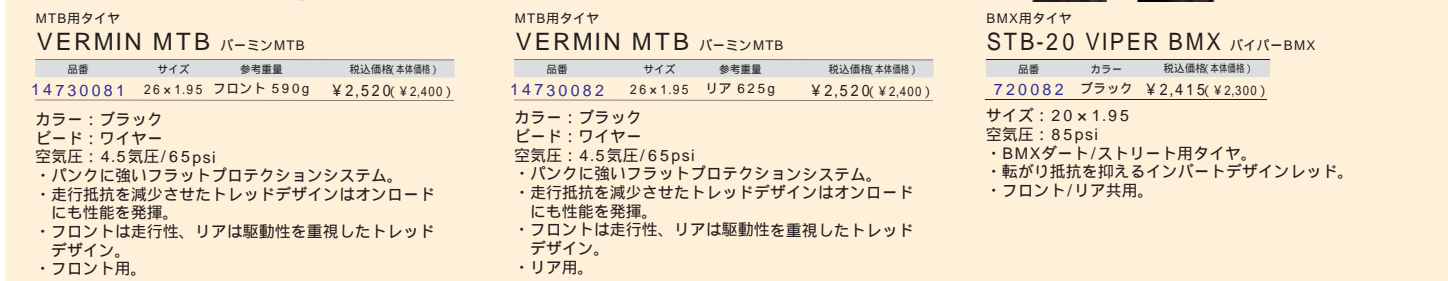 MTB用タイヤ
VERMIN MTB バーミンMTB
品番 サイズ 参考重量 税込価格(本体価格)
14730081 26×1.95 フロント 590g ¥2,520(¥2,400)
カラー：ブラック
ビード：ワイヤー
空気圧：4.5気圧/65psi
・パンクに強いフラットプロテクションシステム。
・走行抵抗を減少させたトレッドデザインはオンロード
にも性能を発揮。
・フロントは走行性、リアは駆動性を重視したトレッド
デザイン。
・フロント用。
MTB用タイヤ
VERMIN MTB バーミンMTB
品番 サイズ 参考重量 税込価格(本体価格)
14730082 26×1.95 リア 625g ¥2,520(¥2,400)
カラー：ブラック
ビード：ワイヤー
空気圧：4.5気圧/65psi
・パンクに強いフラットプロテクションシステム。
・走行抵抗を減少させたトレッドデザインはオンロード
にも性能を発揮。
・フロントは走行性、リアは駆動性を重視したトレッド
デザイン。
・リア用。
BMX用タイヤ
STB-20 VIPER BMX バイパーBMX
品番 カラー 税込価格(本体価格)
720082 ブラック ¥2,415(¥2,300)
サイズ：20×1.95
空気圧：85psi
・BMXダート/ストリート用タイヤ。
・転がり抵抗を抑えるインバートデザインレッド。
・フロント/リア共用。